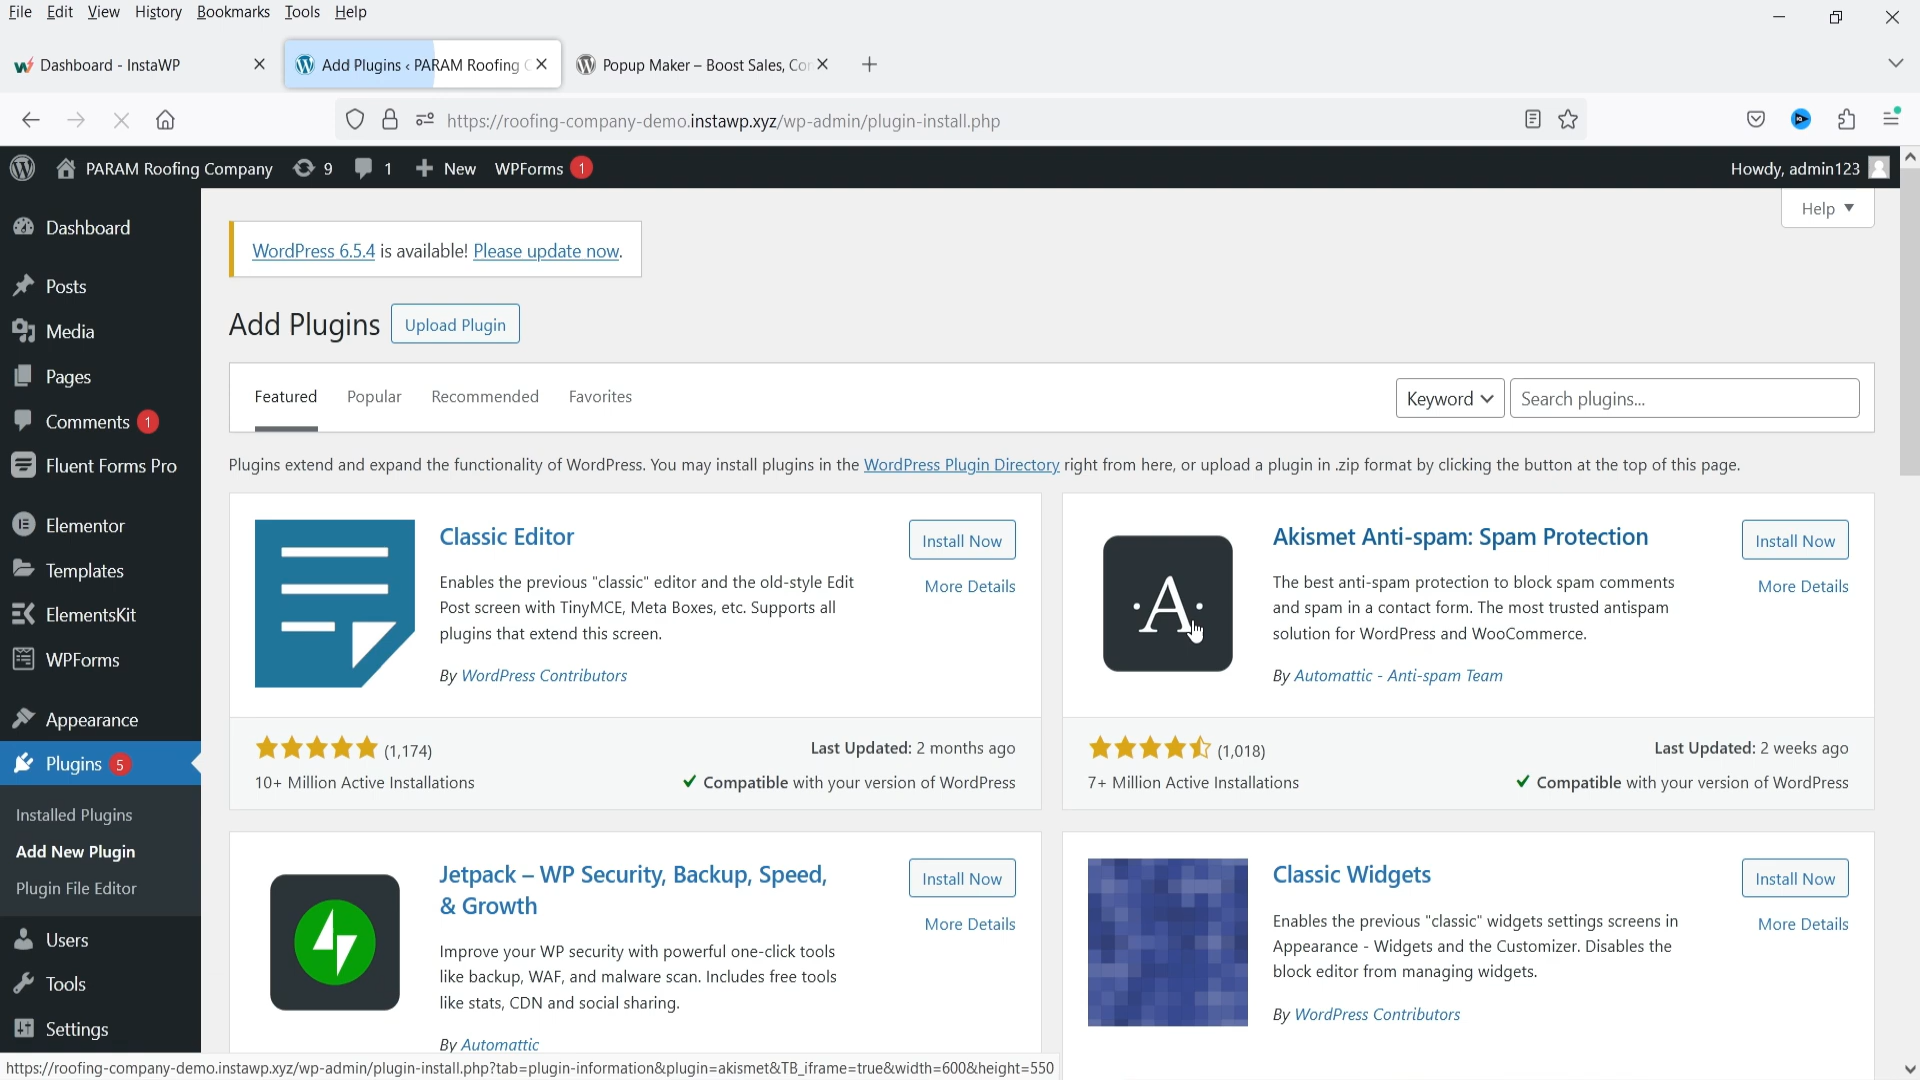 File Edit View History Bookmarks Tools Help
Dashboard - InstaWP
Add Plugins ‹ PARAM Roofing C
Popup Maker – Boost Sales, Cor
https://roofing-company-demo.instawp.xyz/wp-admin/plugin-install.php
PARAM Roofing Company 9 1 New WPForms 1
Howdy, admin123
Help
Dashboard
Posts
Media
Pages
Comments 1
Fluent Forms Pro
Elementor
Templates
ElementsKit
WPForms
Appearance
Plugins 5
Installed Plugins
Add New Plugin
Plugin File Editor
Users
Tools
Settings
WordPress 6.5.4 is available! Please update now.
Add Plugins Upload Plugin
Featured Popular Recommended Favorites
Keyword Search plugins...
Plugins extend and expand the functionality of WordPress. You may install plugins in the WordPress Plugin Directory right from here, or upload a plugin in .zip format by clicking the button at the top of this page.
Classic Editor
Install Now
More Details
Enables the previous "classic" editor and the old-style Edit
Post screen with TinyMCE, Meta Boxes, etc. Supports all
plugins that extend this screen.
By WordPress Contributors
(1,174)
Last Updated: 2 months ago
10+ Million Active Installations
Compatible with your version of WordPress
A
Akismet Anti-spam: Spam Protection
Install Now
More Details
The best anti-spam protection to block spam comments
and spam in a contact form. The most trusted antispam
solution for WordPress and WooCommerce.
By Automattic - Anti-spam Team
(1,018)
Last Updated: 2 weeks ago
7+ Million Active Installations
Compatible with your version of WordPress
Jetpack – WP Security, Backup, Speed,
& Growth
Install Now
More Details
Improve your WP security with powerful one-click tools
like backup, WAF, and malware scan. Includes free tools
like stats, CDN and social sharing.
By Automattic
Classic Widgets
Install Now
More Details
Enables the previous "classic" widgets settings screens in
Appearance - Widgets and the Customizer. Disables the
block editor from managing widgets.
By WordPress Contributors
https://roofing-company-demo.instawp.xyz/wp-admin/plugin-install.php?tab=plugin-information&plugin=akismet&TB_iframe=true&width=600&height=550